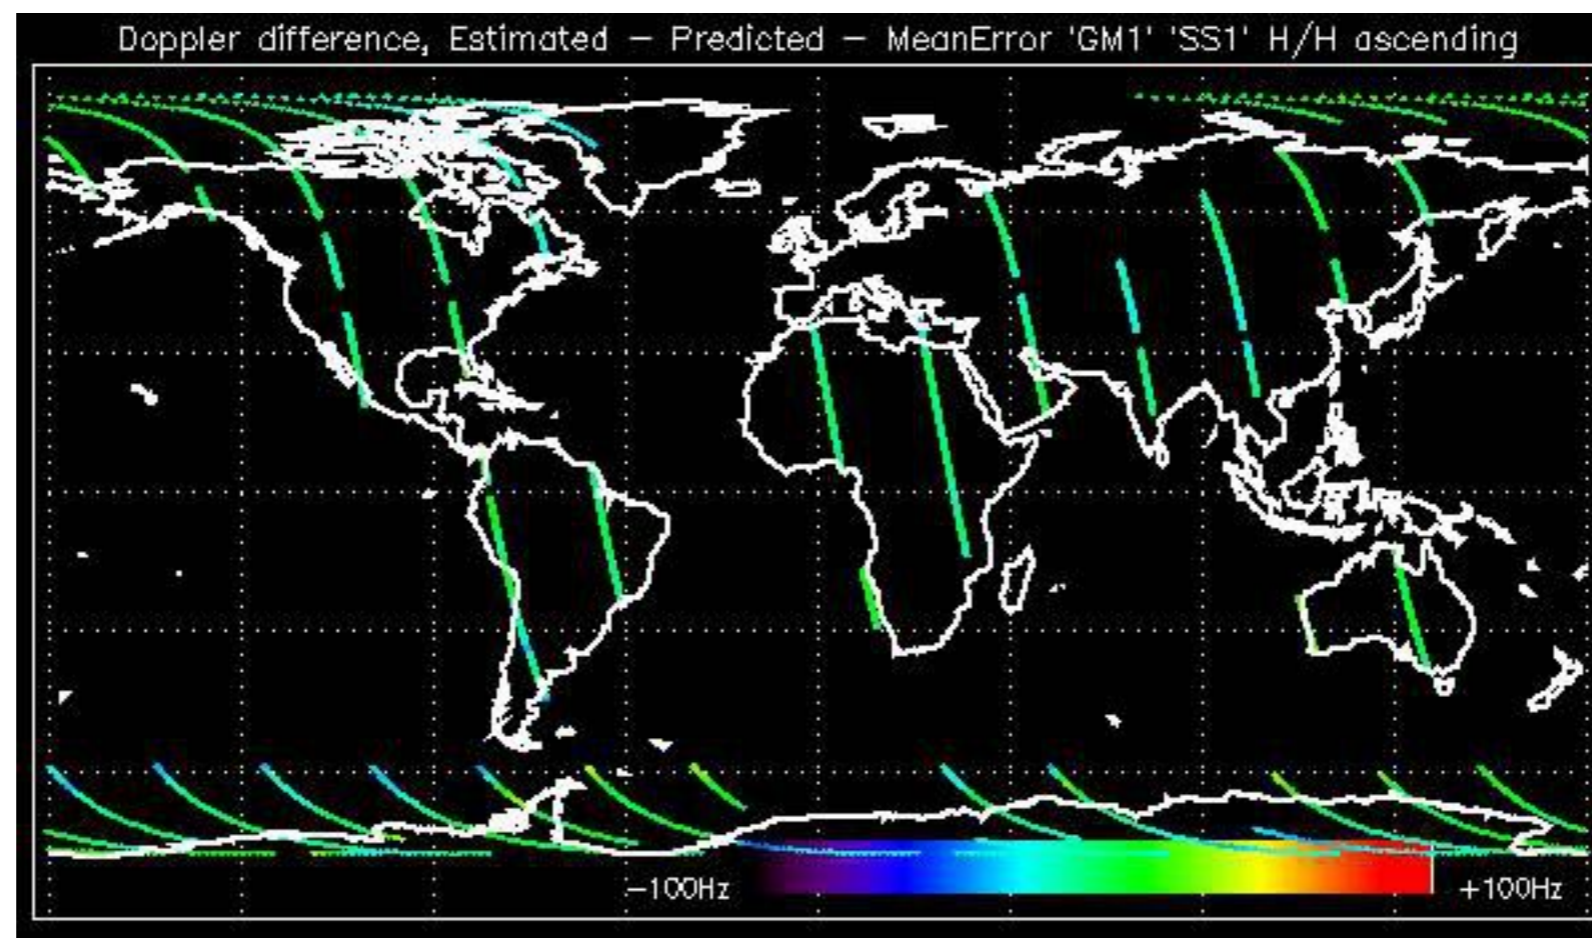 Doppler difference, Estimated — Predicted — MeanError 'GM1' 'SS1' H/H ascending
−100Hz +100Hz